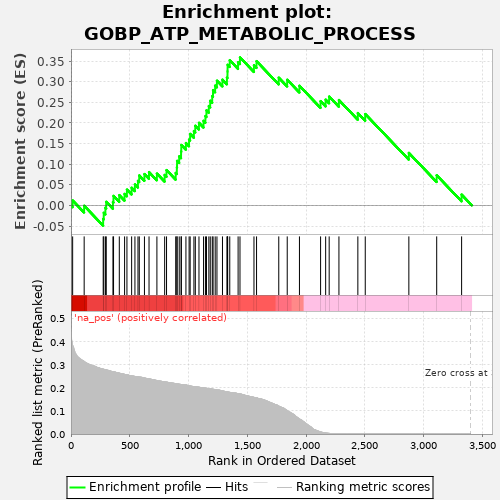 Enrichment plot:
GOBP_ATP_METABOLIC_PROCESS
Enrichment score (ES)
0.35
0.30
0.25
0.20
0.15
0.10
0.05
0.00
-0.05
'na_pos' (positively correlated)
Ranked list metric (PreRanked)
0.5
0.4
0.3
0.2
0.1
0.0
Zero cross at
0
500
1,000
1,500
2,000
2,500
3,000
3,500
Rank in Ordered Dataset
Enrichment profile
Hits
Ranking metric scores